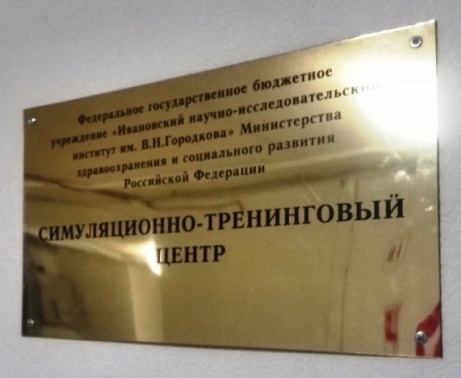 Федеральное государственное бюджетное
учреждение «Ивановский научно-исследовательский
институт им. В.Н.Городкова» Министерства
здравоохранения и социального развития
Российской Федерации
СИМУЛЯЦИОННО-ТРЕНИНГОВЫЙ
ЦЕНТР